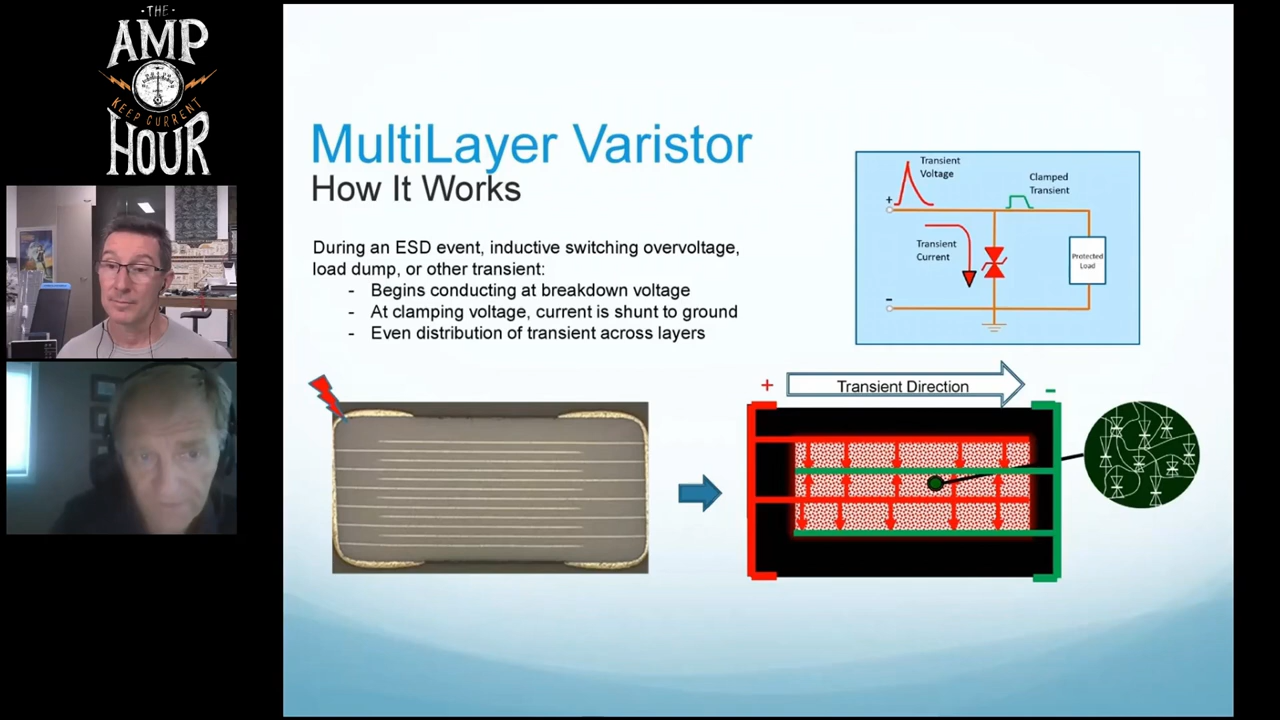 ·THE·
AMP
KEEP CURRENT
HOUR
MultiLayer Varistor
How It Works
During an ESD event, inductive switching overvoltage,
load dump, or other transient:
- Begins conducting at breakdown voltage
- At clamping voltage, current is shunt to ground
- Even distribution of transient across layers
Transient
Voltage
Clamped
Transient
+
Transient
Current
Protected
Load
-
+
Transient Direction
-